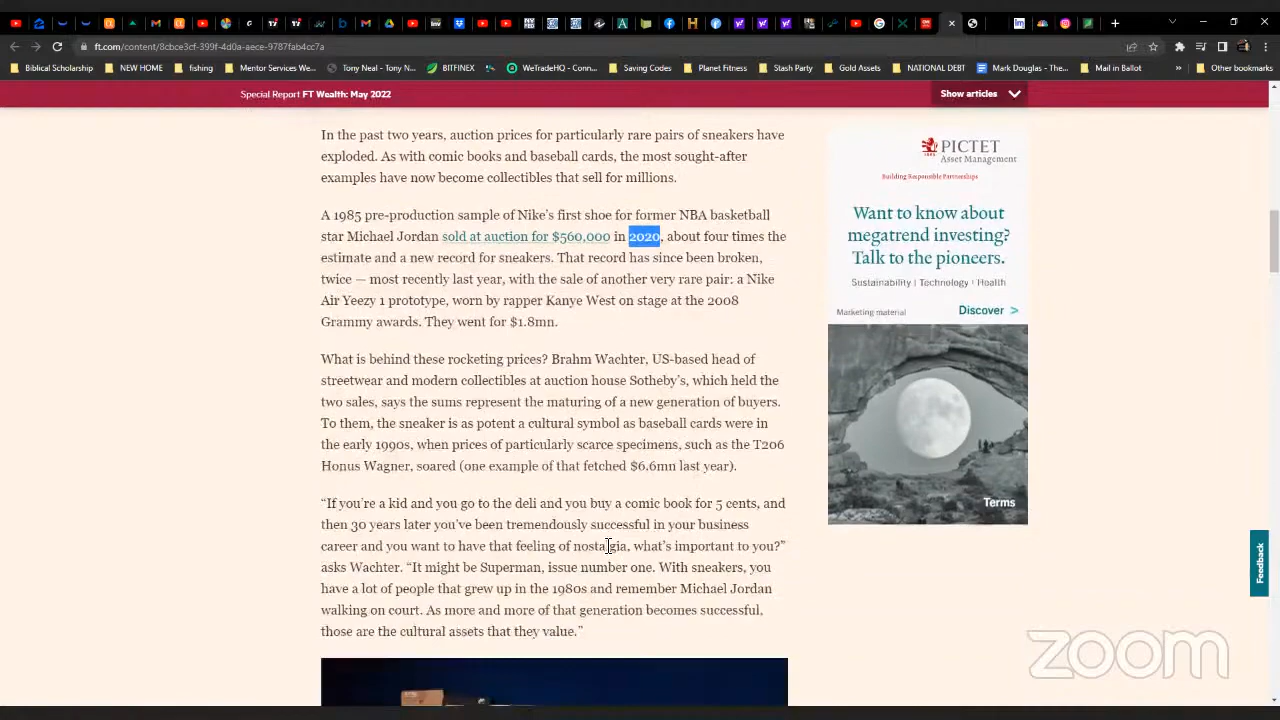 ft.com/content/8cbce3cf-399f-4d0a-aece-9787fab4cc7a
Biblical Scholarship NEW HOME fishing Mentor Services We... Tony Neal - Tony N... BITFINEX WeTradeHQ - Conn... Saving Codes Planet Fitness Stash Party Gold Assets NATIONAL DEBT Mark Douglas - The... Mail in Ballot » Other bookmarks
Special Report FT Wealth: May 2022
Show articles
In the past two years, auction prices for particularly rare pairs of sneakers have
exploded. As with comic books and baseball cards, the most sought-after
examples have now become collectibles that sell for millions.
A 1985 pre-production sample of Nike's first shoe for former NBA basketball
star Michael Jordan sold at auction for $560,000 in 2020, about four times the
estimate and a new record for sneakers. That record has since been broken,
twice — most recently last year, with the sale of another very rare pair: a Nike
Air Yeezy 1 prototype, worn by rapper Kanye West on stage at the 2008
Grammy awards. They went for $1.8mn.
What is behind these rocketing prices? Brahm Wachter, US-based head of
streetwear and modern collectibles at auction house Sotheby's, which held the
two sales, says the sums represent the maturing of a new generation of buyers.
To them, the sneaker is as potent a cultural symbol as baseball cards were in
the early 1990s, when prices of particularly scarce specimens, such as the T206
Honus Wagner, soared (one example of that fetched $6.6mn last year).
“If you're a kid and you go to the deli and you buy a comic book for 5 cents, and
then 30 years later you've been tremendously successful in your business
career and you want to have that feeling of nostalgia, what's important to you?”
asks Wachter. “It might be Superman, issue number one. With sneakers, you
have a lot of people that grew up in the 1980s and remember Michael Jordan
walking on court. As more and more of that generation becomes successful,
those are the cultural assets that they value.”
PICTET
Asset Management
Building Responsible Partnerships
Want to know about
megatrend investing?
Talk to the pioneers.
Sustainability | Technology | Health
Marketing material
Discover >
Terms
Feedback
zoom